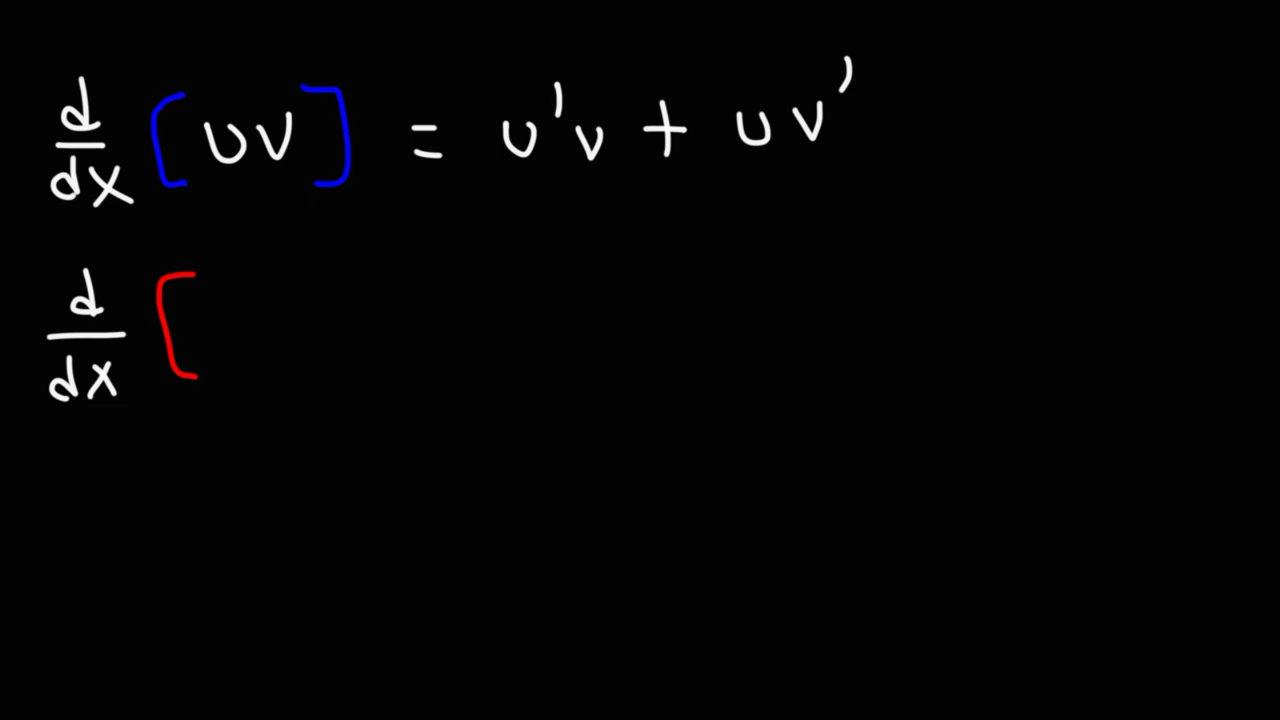 d/dx [uv] = u'v + uv'
d/dx [